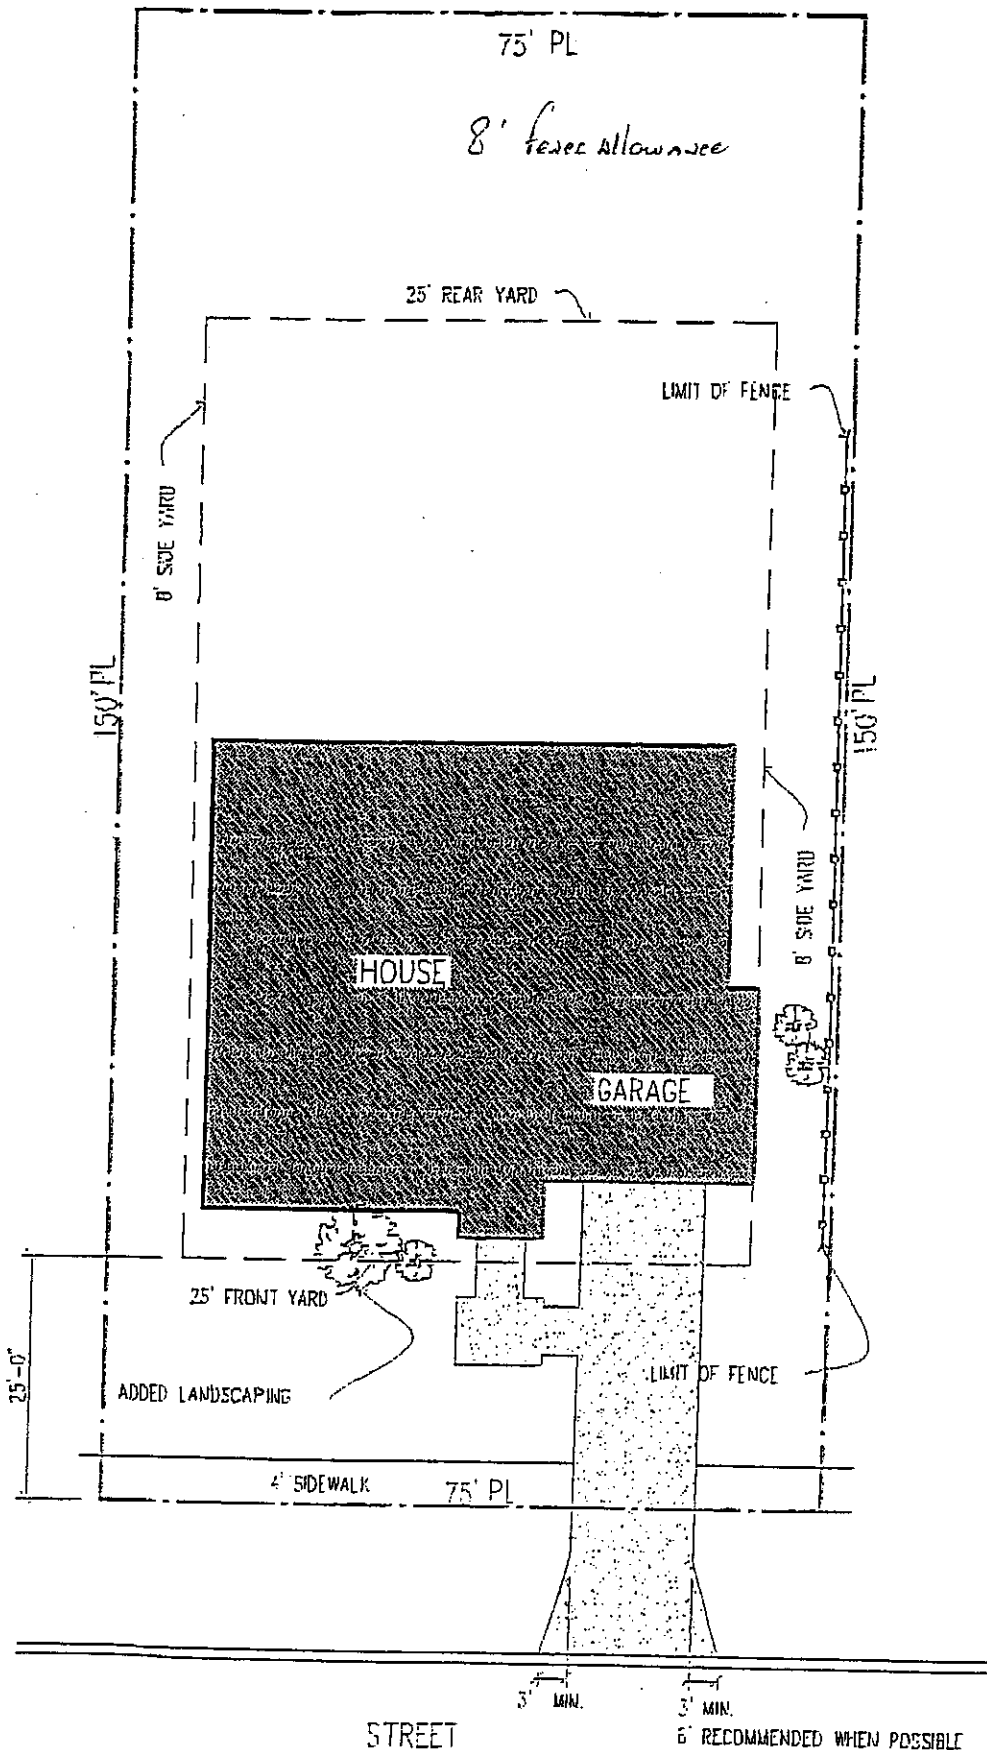 75' PL
8' fence allowance
25' REAR YARD
LIMIT OF FENCE
8' SIDE YARD
150' PL
150' PL
8' SIDE YARD
HOUSE
GARAGE
25' FRONT YARD
25'-0"
LIMIT OF FENCE
ADDED LANDSCAPING
4' SIDEWALK
75' PL
3' MIN.
3' MIN.
STREET
6' RECOMMENDED WHEN POSSIBLE